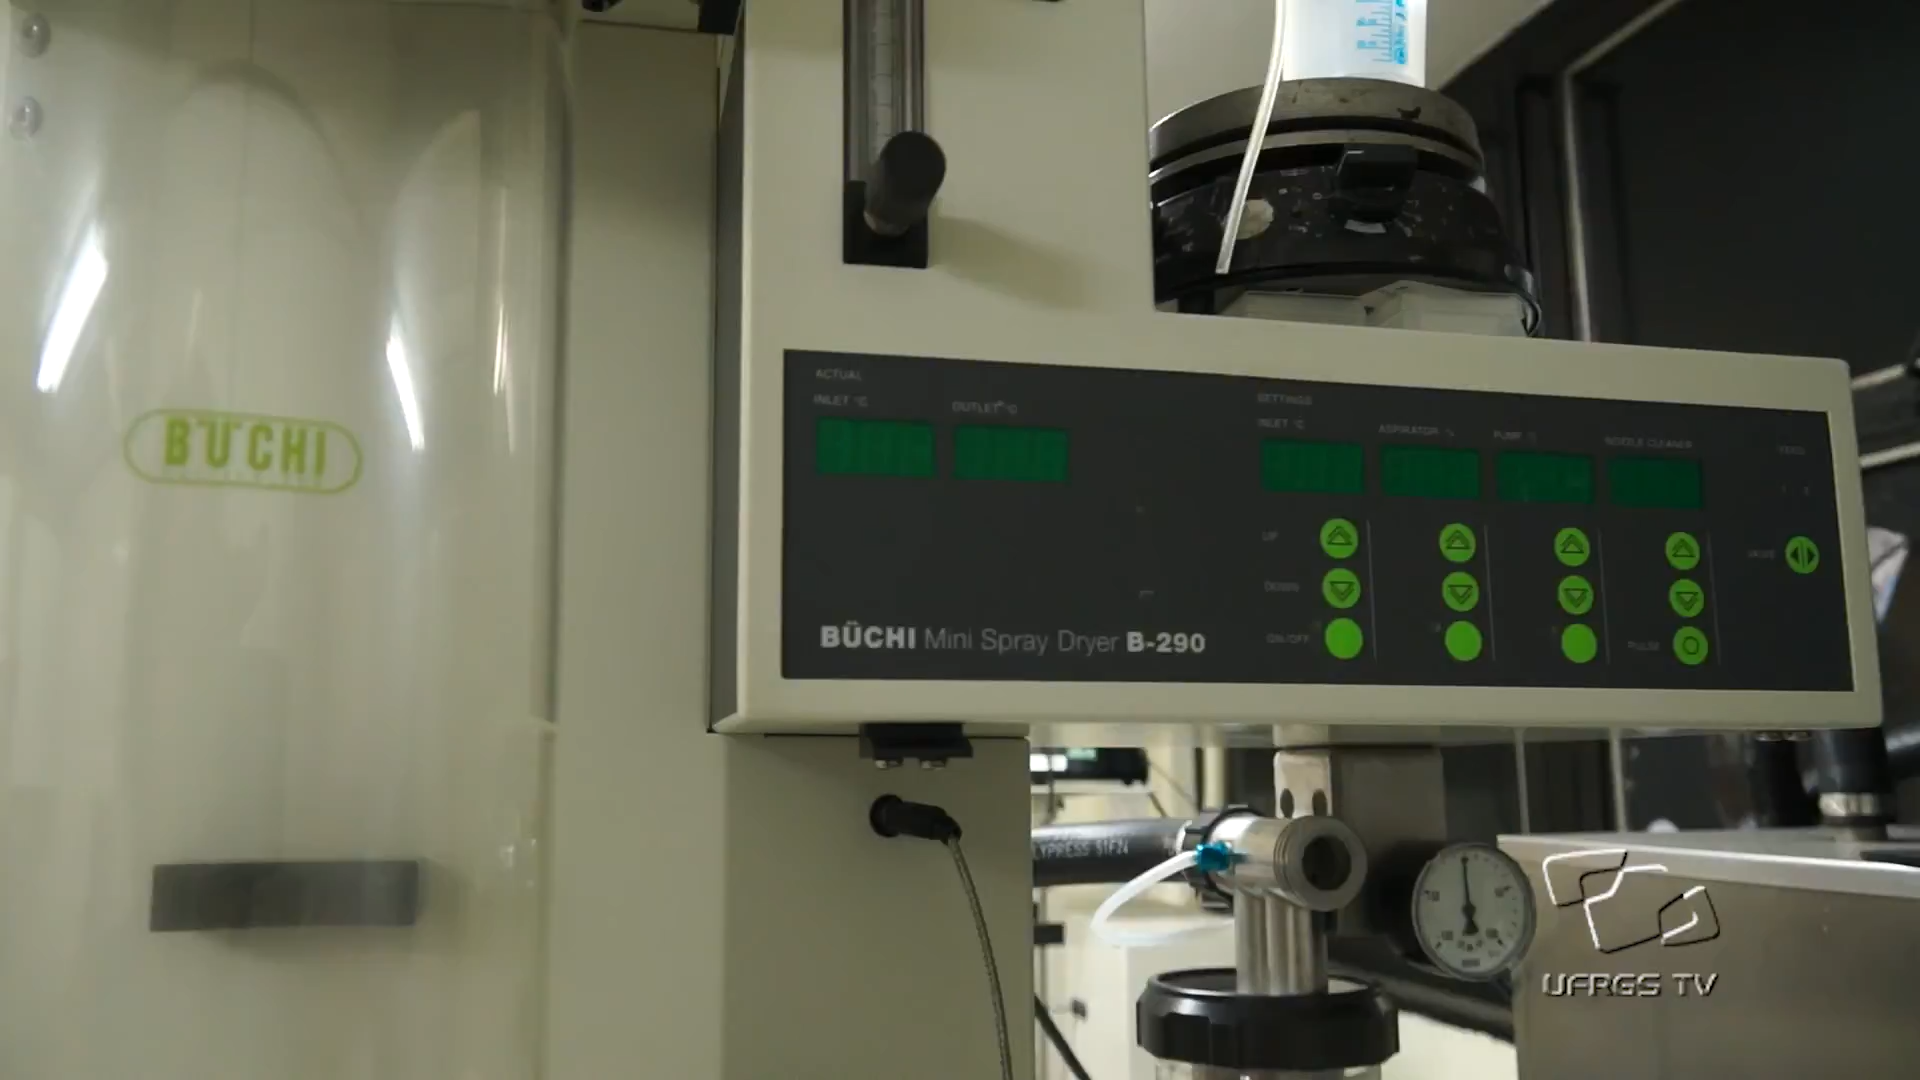 BÜCHI
ACTUAL
INLET °C
OUTLET °C
SETTINGS
INLET °C
ASPIRATOR %
PUMP %
NOZZLE CLEANER
UP
DOWN
ON/OFF
PULSE
VALVE
BÜCHI Mini Spray Dryer B-290
UFRGS TV